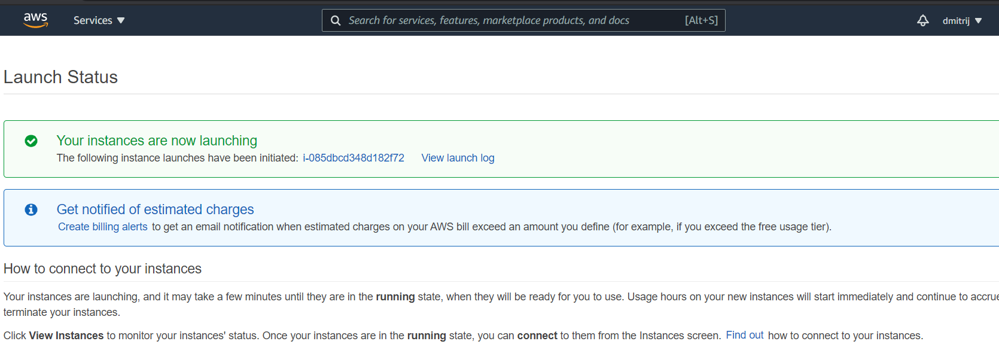 aws Services Search for services, features, marketplace products, and docs [Alt+S] dmitrij
Launch Status
Your instances are now launching
The following instance launches have been initiated: i-085dbcd348d182f72 View launch log
Get notified of estimated charges
Create billing alerts to get an email notification when estimated charges on your AWS bill exceed an amount you define (for example, if you exceed the free usage tier).
How to connect to your instances
Your instances are launching, and it may take a few minutes until they are in the running state, when they will be ready for you to use. Usage hours on your new instances will start immediately and continue to accrue
terminate your instances.
Click View Instances to monitor your instances' status. Once your instances are in the running state, you can connect to them from the Instances screen. Find out how to connect to your instances.